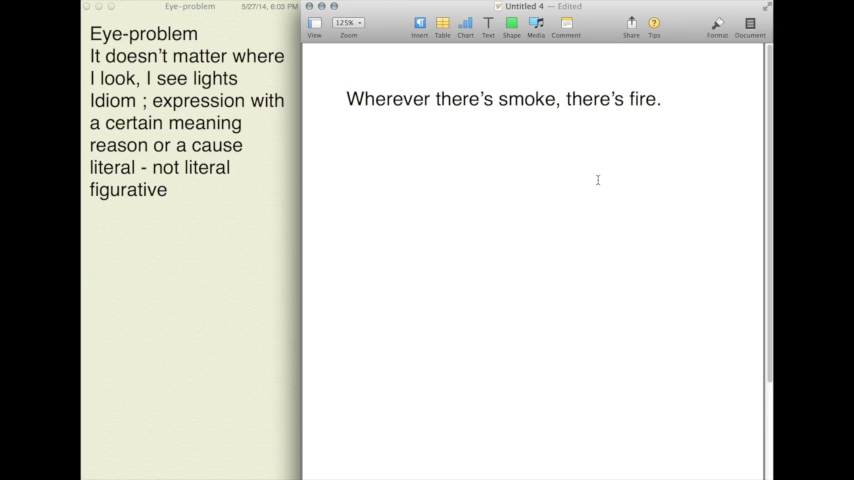 Eye-problem
5/27/14, 6:03 PM
Eye-problem
It doesn't matter where
I look, I see lights
Idiom ; expression with
a certain meaning
reason or a cause
literal - not literal
figurative
Untitled 4 — Edited
125%
View
Zoom
Insert
Table
Chart
Text
Shape
Media
Comment
Share
Tips
Format
Document
Wherever there's smoke, there's fire.